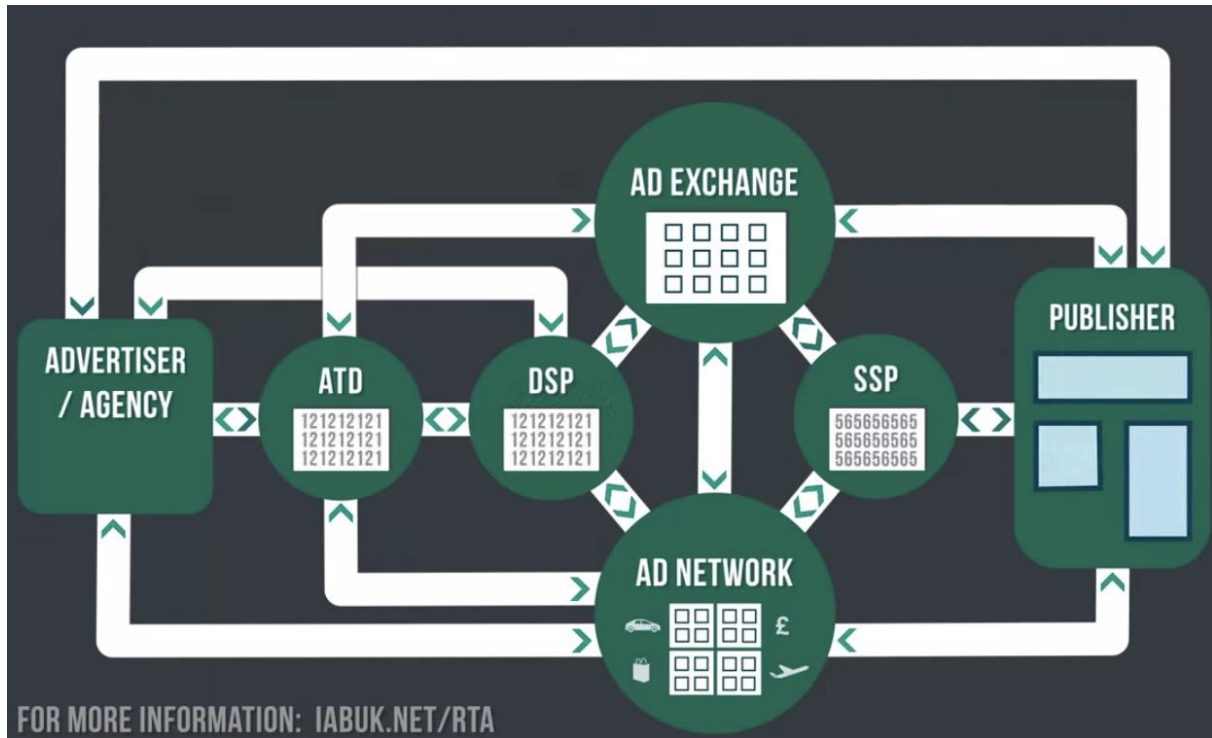 AD EXCHANGE
ADVERTISER
/ AGENCY
ATD
121212121
121212121
121212121
DSP
121212121
121212121
121212121
SSP
565656565
565656565
565656565
PUBLISHER
AD NETWORK
£
FOR MORE INFORMATION: IABUK.NET/RTA